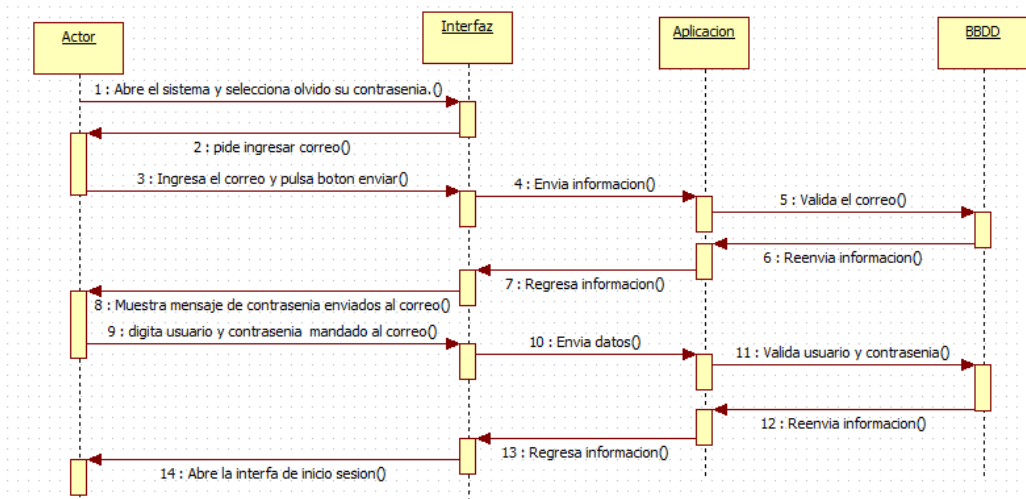 Actor
Interfaz
Aplicacion
BBDD
1 : Abre el sistema y selecciona olvido su contrasenia.()
2 : pide ingresar correo()
3 : Ingresa el correo y pulsa boton enviar()
4 : Envia informacion()
5 : Valida el correo()
6 : Reenvia informacion()
7 : Regresa informacion()
8 : Muestra mensaje de contrasenia enviados al correo()
9 : digita usuario y contrasenia mandado al correo()
10 : Envia datos()
11 : Valida usuario y contrasenia()
12 : Reenvia informacion()
13 : Regresa informacion()
14 : Abre la interfa de inicio sesion()